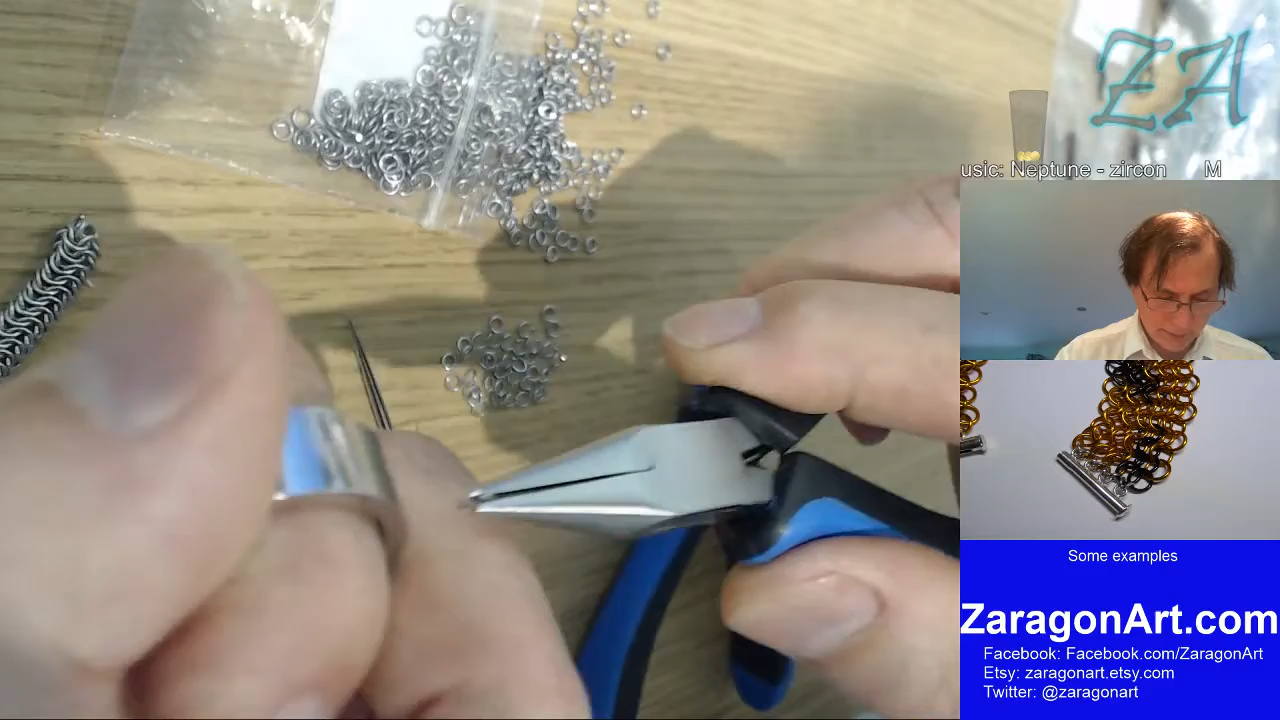 ZA
usic: Neptune - zircon M
Some examples
ZaragonArt.com
Facebook: Facebook.com/ZaragonArt
Etsy: zaragonart.etsy.com
Twitter: @zaragonart